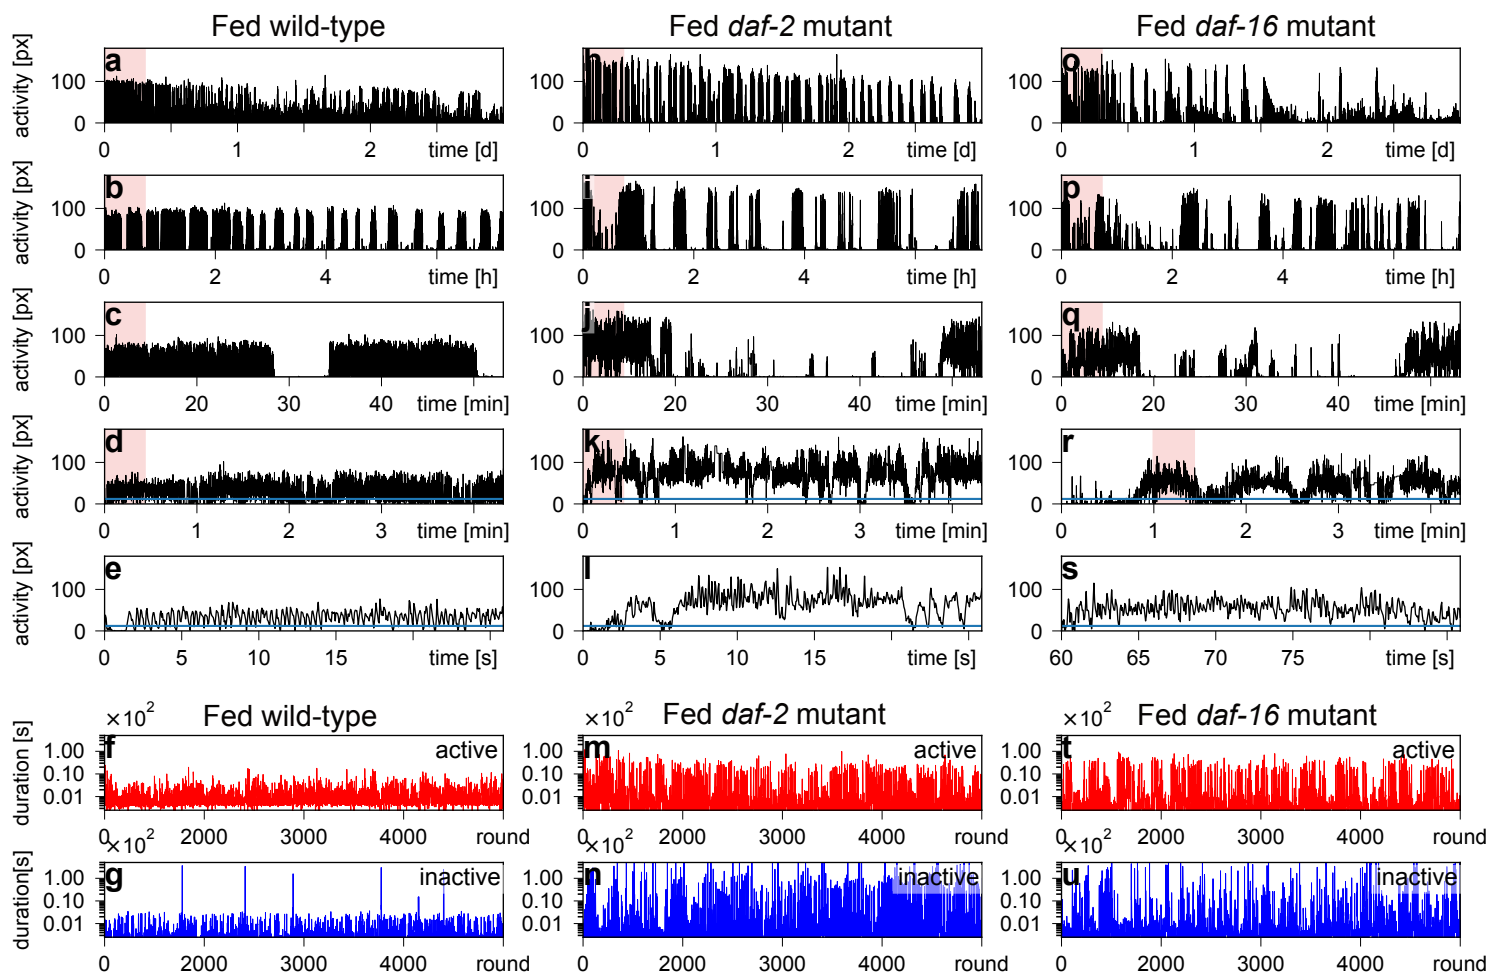 Fed wild-type Fed daf-2 mutant Fed daf-16 mutant
activity [px] 100 0 a h o
0 1 2 time [d] 0 1 2 time [d] 0 1 2 time [d]
activity [px] 100 0 b 100 0 i 100 0 p
0 2 4 time [h] 0 2 4 time [h] 0 2 4 time [h]
activity [px] 100 0 c 100 0 j 100 0 q
0 20 30 40 time [min] 0 20 30 40 time [min] 0 20 30 40 time [min]
activity [px] 100 0 d 100 0 k 100 0 r
0 1 2 3 time [min] 0 1 2 3 time [min] 0 1 2 3 time [min]
activity [px] 100 0 e 100 0 l 100 0 s
0 5 10 15 time [s] 0 5 10 15 time [s] 60 65 70 75 time [s]
×10² Fed wild-type ×10² Fed daf-2 mutant ×10² Fed daf-16 mutant
duration [s] 1.00 0.10 0.01 f active 1.00 0.10 0.01 m active 1.00 0.10 0.01 t active
0 2000 3000 4000 round 0 2000 3000 4000 round 0 2000 3000 4000 round
×10² ×10² ×10²
duration[s] 1.00 0.10 0.01 g inactive 1.00 0.10 0.01 n inactive 1.00 0.10 0.01 u inactive
0 2000 3000 4000 round 0 2000 3000 4000 round 0 2000 3000 4000 round